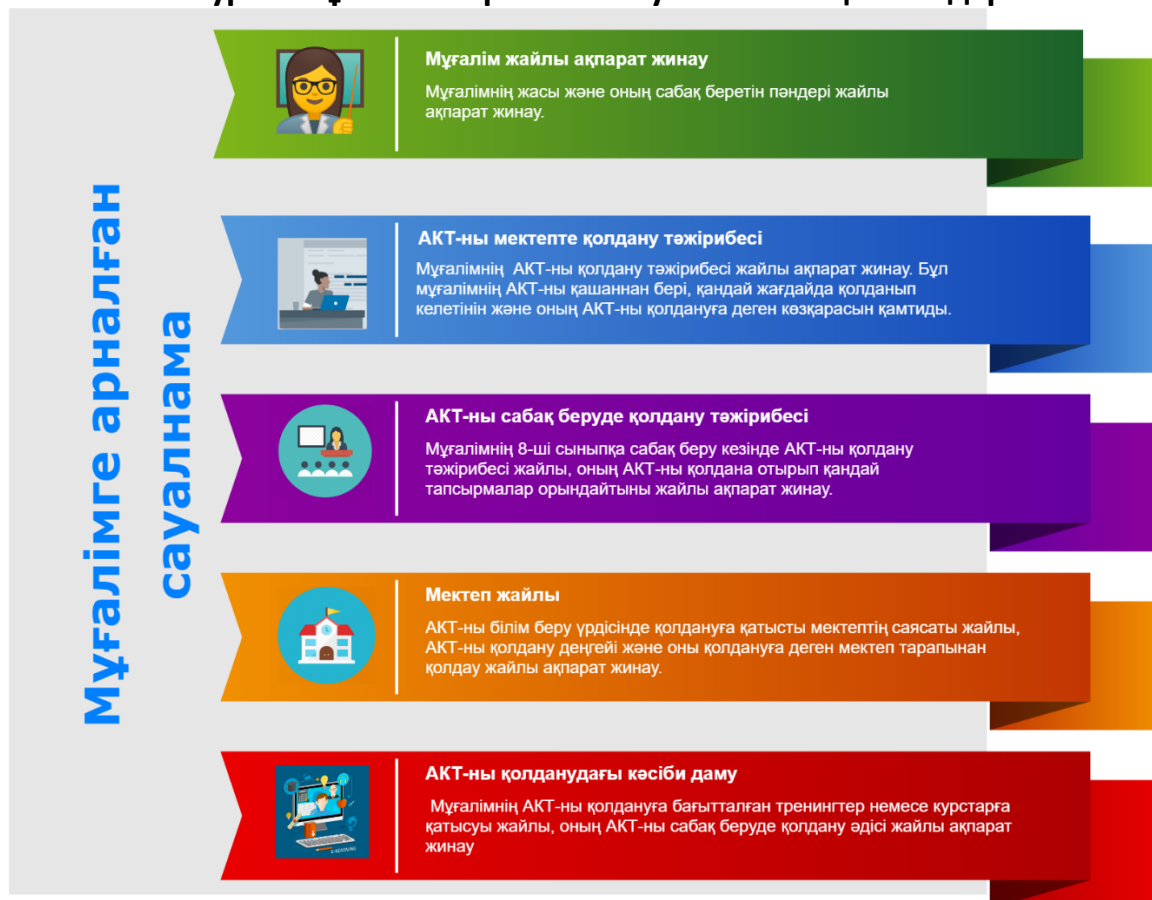 Мұғалімге арналған
сауалнама
Мұғалім жайлы ақпарат жинау
Мұғалімнің жасы және оның сабақ беретін пәндері жайлы
ақпарат жинау.
АКТ-ны мектепте қолдану тәжірибесі
Мұғалімнің АКТ-ны қолдану тәжірибесі жайлы ақпарат жинау. Бұл
мұғалімнің АКТ-ны қашаннан бері, қандай жағдайда қолданып
келетінін және оның АКТ-ны қолдануға деген көзқарасын қамтиды.
АКТ-ны сабақ беруде қолдану тәжірибесі
Мұғалімнің 8-ші сыныпқа сабақ беру кезінде АКТ-ны қолдану
тәжірибесі жайлы, оның АКТ-ны қолдана отырып қандай
тапсырмалар орындайтыны жайлы ақпарат жинау.
Мектеп жайлы
АКТ-ны білім беру үрдісінде қолдануға қатысты мектептің саясаты жайлы,
АКТ-ны қолдану деңгейі және оны қолдануға деген мектеп тарапынан
қолдау жайлы ақпарат жинау.
АКТ-ны қолданудағы кәсіби даму
Мұғалімнің АКТ-ны қолдануға бағытталған тренингтер немесе курстарға
қатысуы жайлы, оның АКТ-ны сабақ беруде қолдану әдісі жайлы ақпарат
жинау